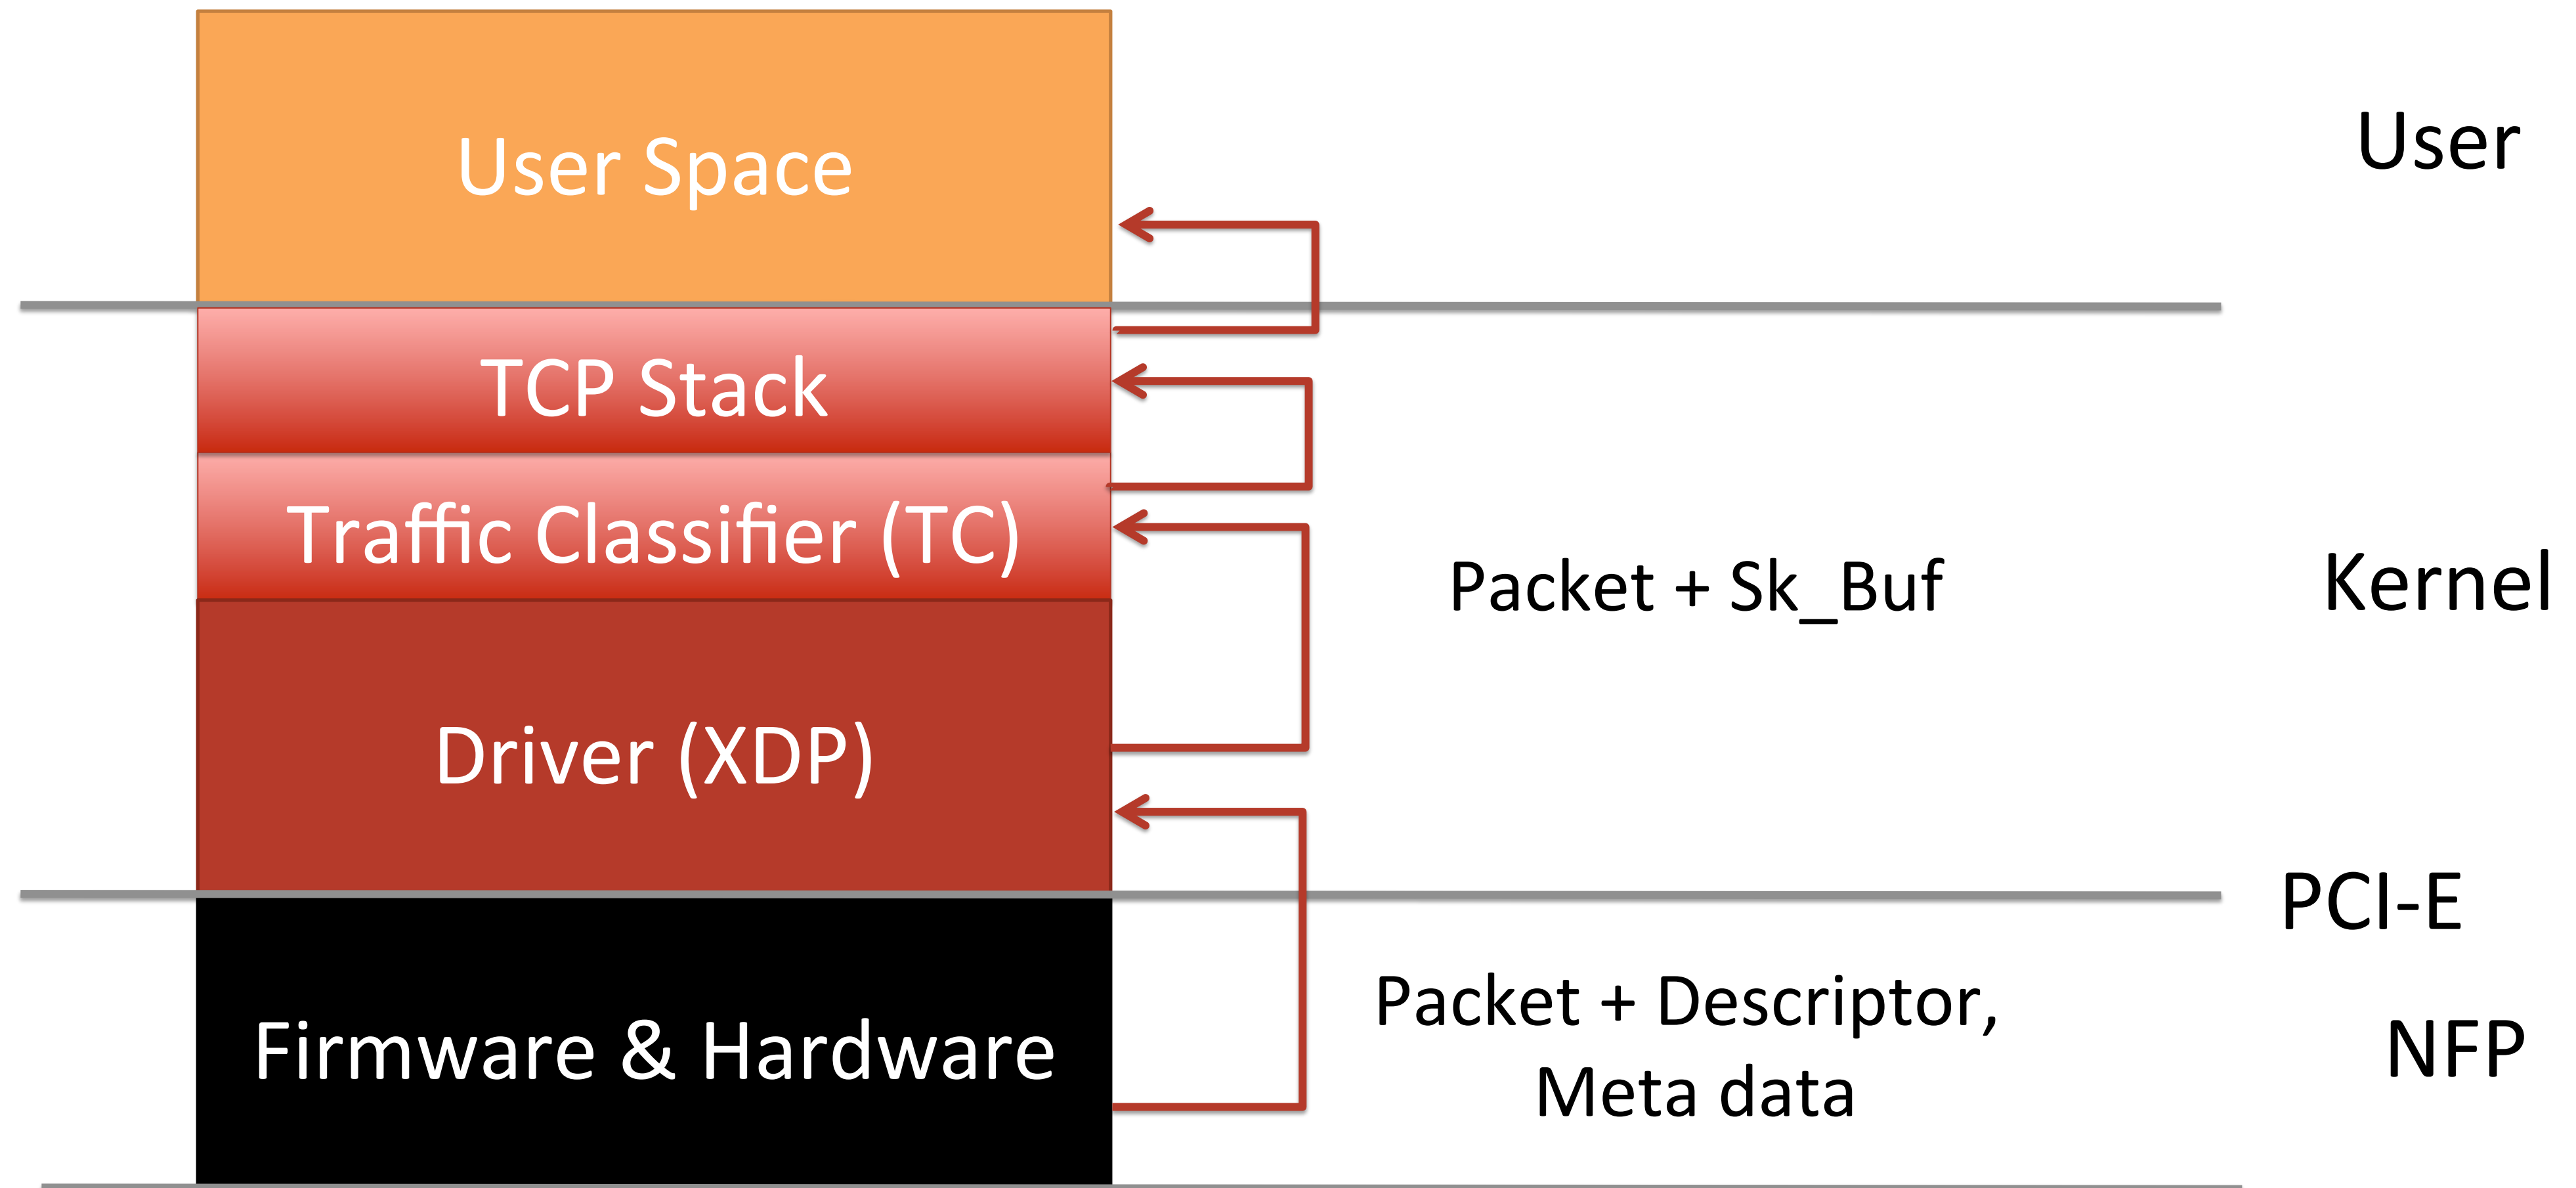 User Space
User
TCP Stack
Traffic Classifier (TC)
Packet + Sk_Buf
Kernel
Driver (XDP)
PCI-E
Packet + Descriptor,
Meta data
Firmware & Hardware
NFP